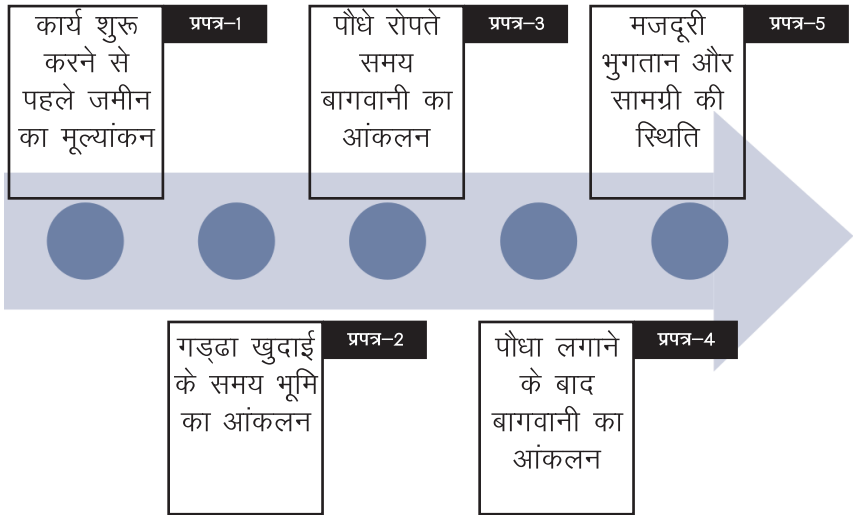 कार्य शुरू
करने से
पहले जमीन
का मूल्यांकन
प्रपत्र–1
गड्ढा खुदाई
के समय भूमि
का आंकलन
प्रपत्र–2
पौधे रोपते
समय
बागवानी का
आंकलन
प्रपत्र–3
पौधा लगाने
के बाद
बागवानी का
आंकलन
प्रपत्र–4
मजदूरी
भुगतान और
सामग्री की
स्थिति
प्रपत्र–5